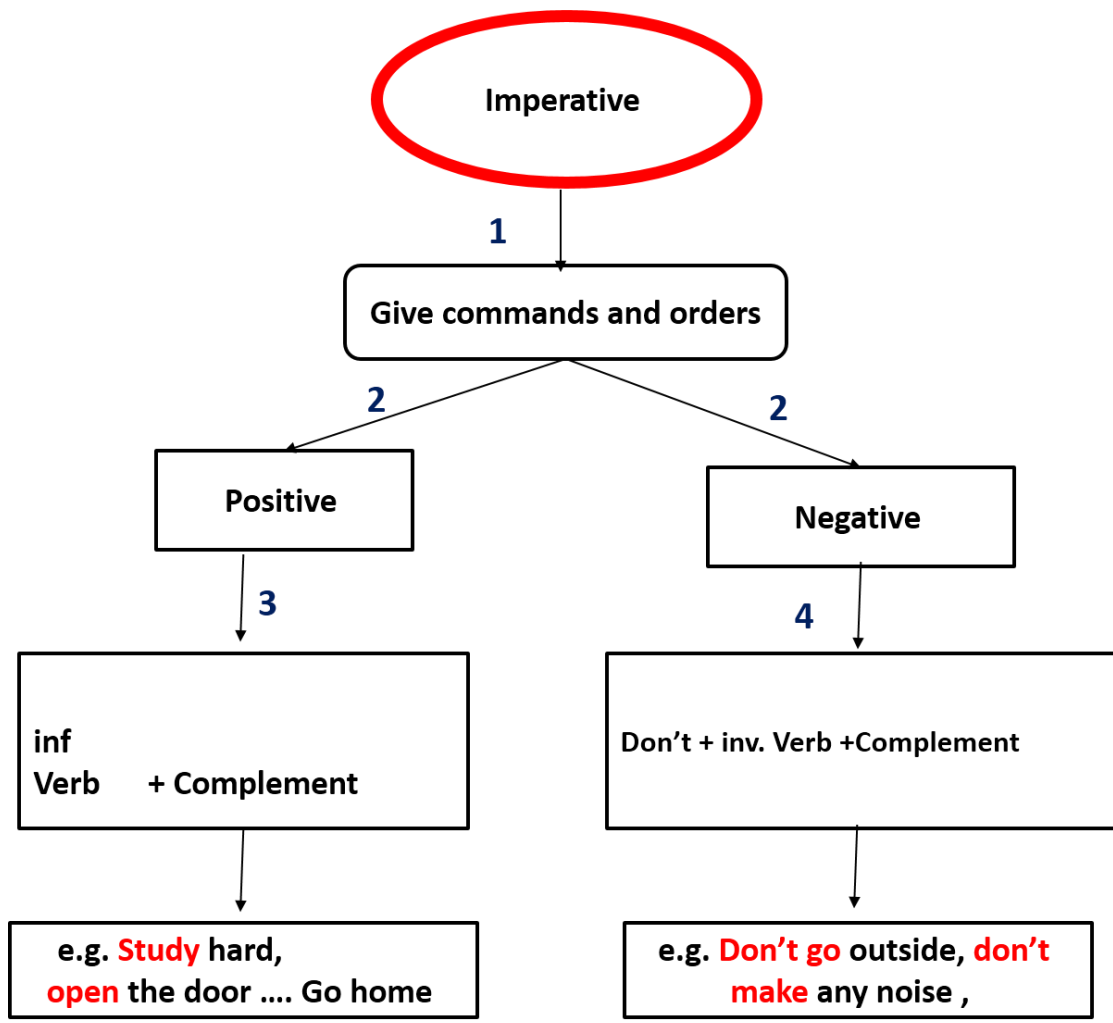 Imperative
1
Give commands and orders
2
2
Positive
Negative
3
4
inf
Verb + Complement
Don’t + inv. Verb +Complement
e.g. Study hard,
open the door .... Go home
e.g. Don’t go outside, don’t
make any noise ,